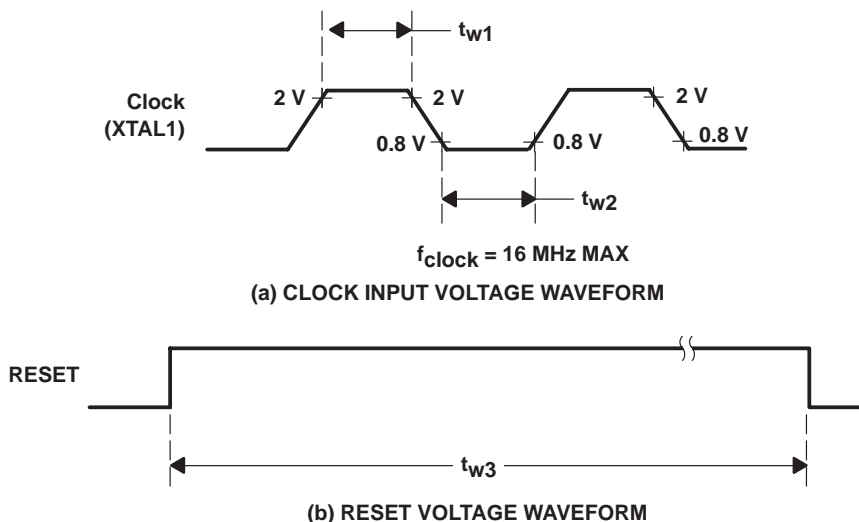 tw1
Clock
(XTAL1)
2 V
2 V
2 V
0.8 V
0.8 V
0.8 V
tw2
fclock = 16 MHz MAX
(a) CLOCK INPUT VOLTAGE WAVEFORM
RESET
tw3
(b) RESET VOLTAGE WAVEFORM